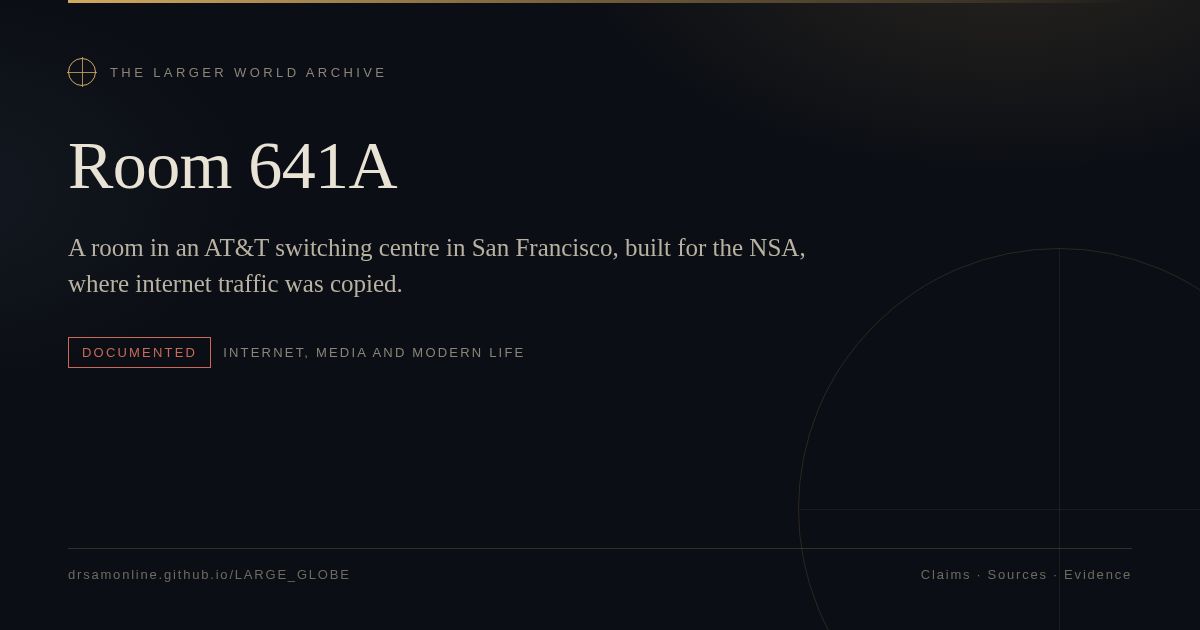 THE LARGER WORLD ARCHIVE
Room 641A
A room in an AT&T switching centre in San Francisco, built for the NSA,
where internet traffic was copied.
DOCUMENTED INTERNET, MEDIA AND MODERN LIFE
drsamonline.github.io/LARGE_GLOBE Claims · Sources · Evidence